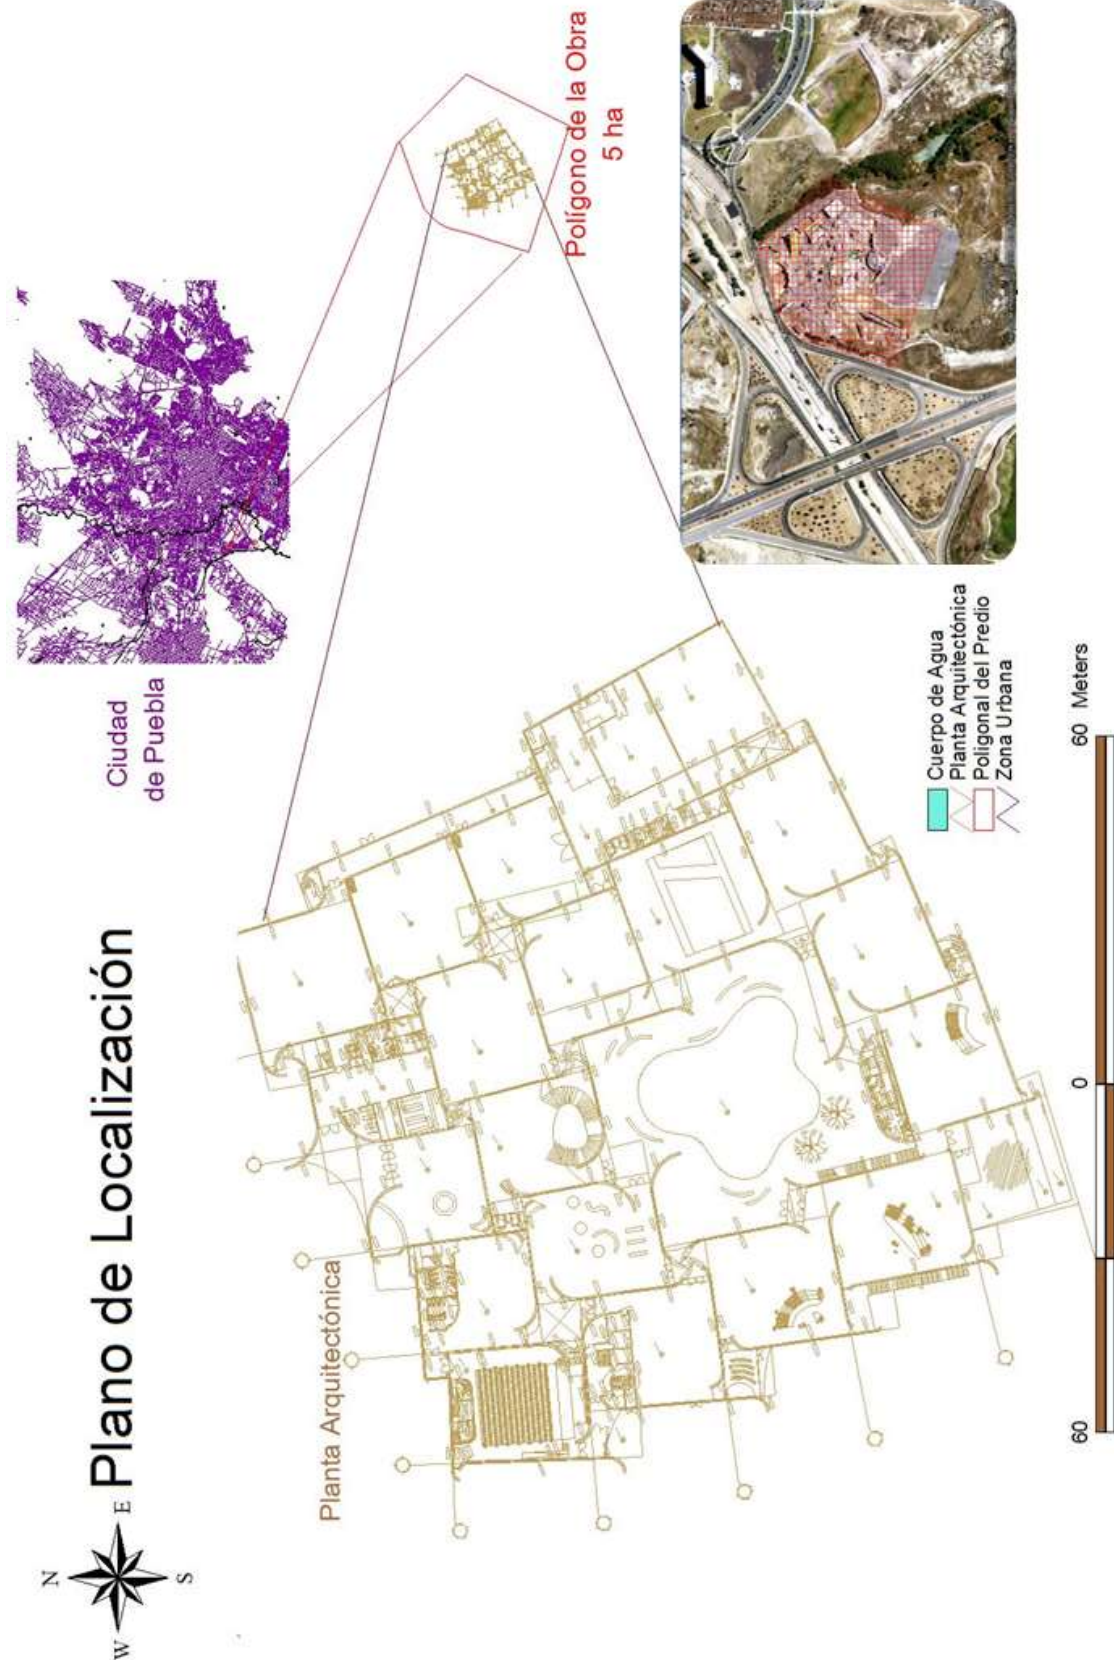 N
W
E
S
Plano de Localización
Ciudad
de Puebla
Polígono de la Obra
5 ha
Planta Arquitectónica
Cuerpo de Agua
Planta Arquitectónica
Poligonal del Predio
Zona Urbana
60
0
60 Meters